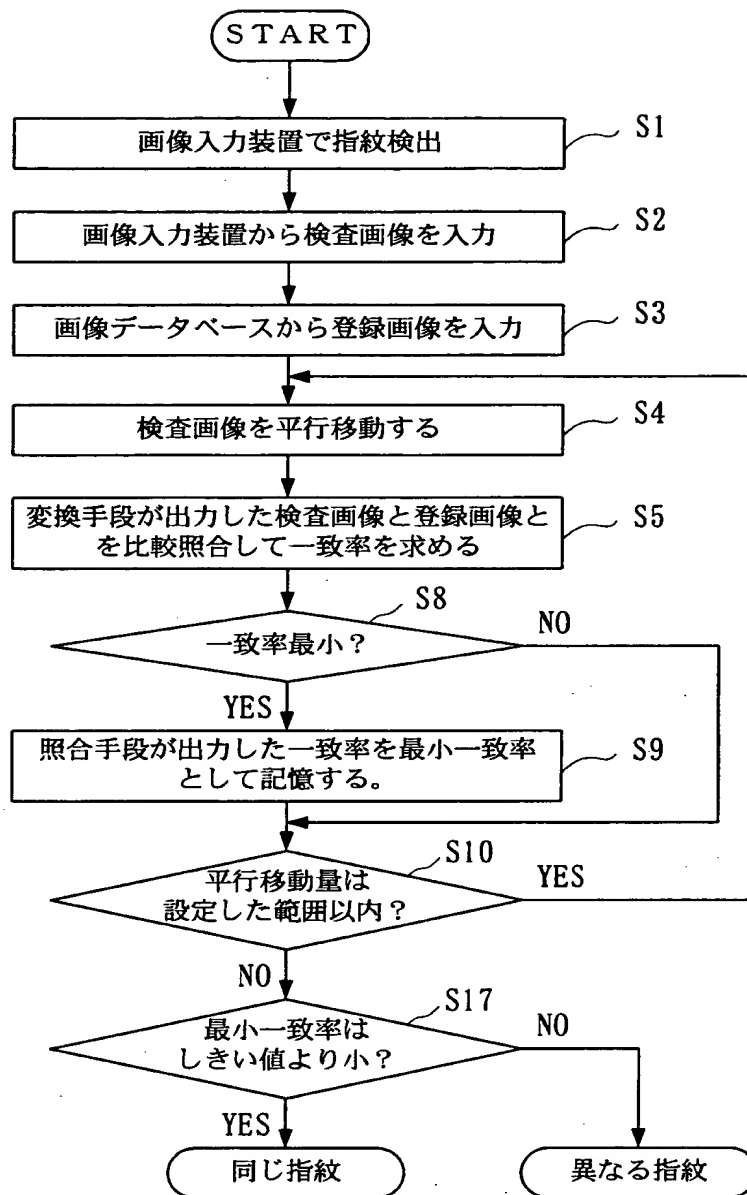 START
画像入力装置で指紋検出
S1
画像入力装置から検査画像を入力
S2
画像データベースから登録画像を入力
S3
検査画像を平行移動する
S4
変換手段が出力した検査画像と登録画像と
を比較照合して一致率を求める
S5
S8
一致率最小?
NO
YES
照合手段が出力した一致率を最小一致率
として記憶する。
S9
S10
平行移動量は
設定した範囲以内?
YES
NO
S17
最小一致率は
しきい値より小?
NO
YES
同じ指紋
異なる指紋